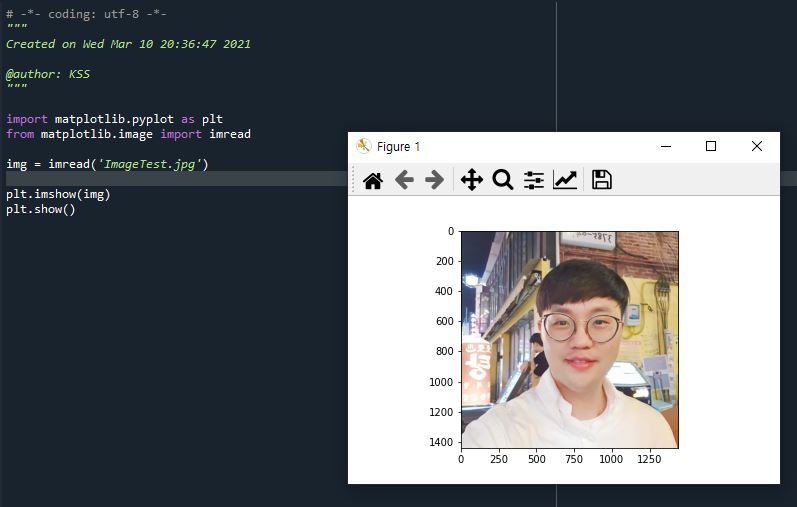 # -*- coding: utf-8 -*-
"""
Created on Wed Mar 10 20:36:47 2021
@author: KSS
"""
import matplotlib.pyplot as plt
from matplotlib.image import imread
img = imread('ImageTest.jpg')
plt.imshow(img)
plt.show()
Figure 1
0
200
400
600
800
1000
1200
1400
0 250 500 750 1000 1250